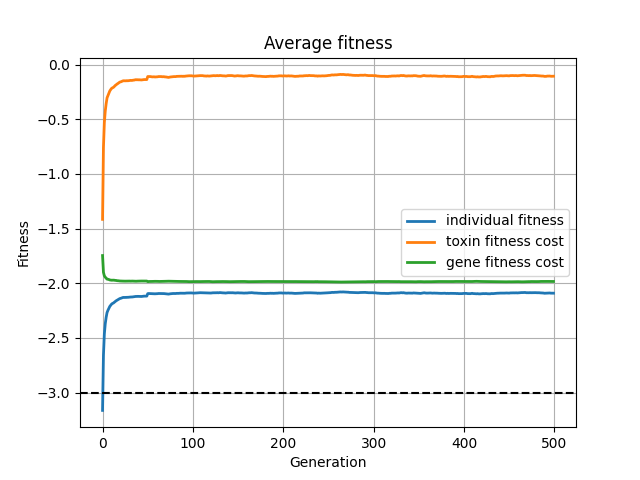 Average fitness
0.0
−0.5
−1.0
−1.5
−2.0
−2.5
−3.0
Fitness
individual fitness
toxin fitness cost
gene fitness cost
0 100 200 300 400 500
Generation